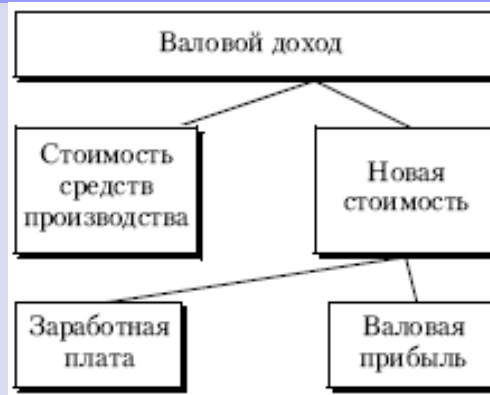 Валовой доход
Стоимость
средств
производства
Новая
стоимость
Заработная
плата
Валовая
прибыль